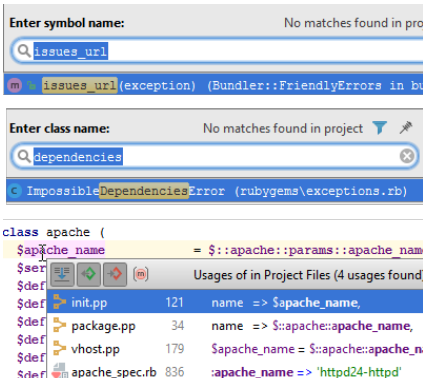 Enter symbol name: No matches found in pro
issues_url
m issues_url(exception) (Bundler::FriendlyErrors in bu
Enter class name: No matches found in project
dependencies
C ImpossibleDependenciesError (rubygems\exceptions.rb)
class apache (
$apache_name = $::apache::params::apache_nam
$ser
$def m Usages of in Project Files (4 usages found)
$def init.pp 121 name => $apache_name,
$def package.pp 34 name => $::apache::apache_name,
$def vhost.pp 179 $apache_name = $::apache::apache_n
$def apache_spec.rb 836 :apache_name => 'httpd24-httpd'